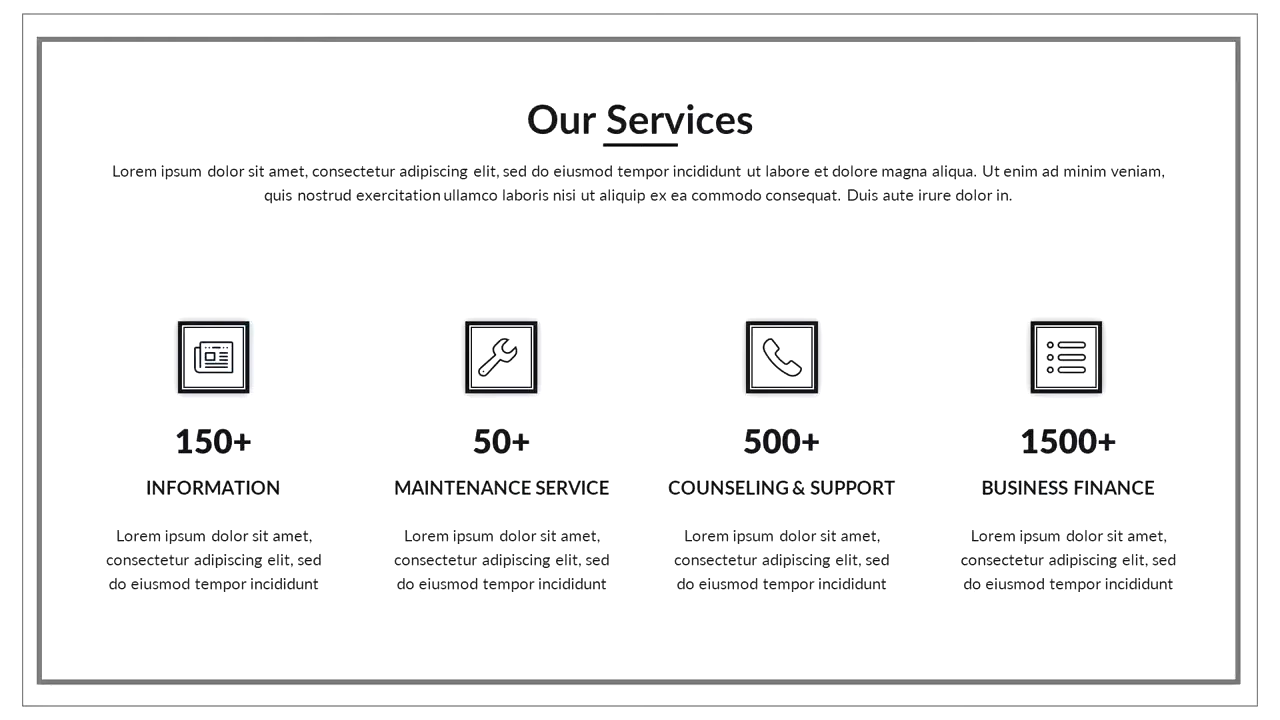 Our Services
Lorem ipsum dolor sit amet, consectetur adipiscing elit, sed do eiusmod tempor incididunt ut labore et dolore magna aliqua. Ut enim ad minim veniam,
quis nostrud exercitation ullamco laboris nisi ut aliquip ex ea commodo consequat. Duis aute irure dolor in.
150+
INFORMATION
Lorem ipsum dolor sit amet,
consectetur adipiscing elit, sed
do eiusmod tempor incididunt
50+
MAINTENANCE SERVICE
Lorem ipsum dolor sit amet,
consectetur adipiscing elit, sed
do eiusmod tempor incididunt
500+
COUNSELING & SUPPORT
Lorem ipsum dolor sit amet,
consectetur adipiscing elit, sed
do eiusmod tempor incididunt
1500+
BUSINESS FINANCE
Lorem ipsum dolor sit amet,
consectetur adipiscing elit, sed
do eiusmod tempor incididunt